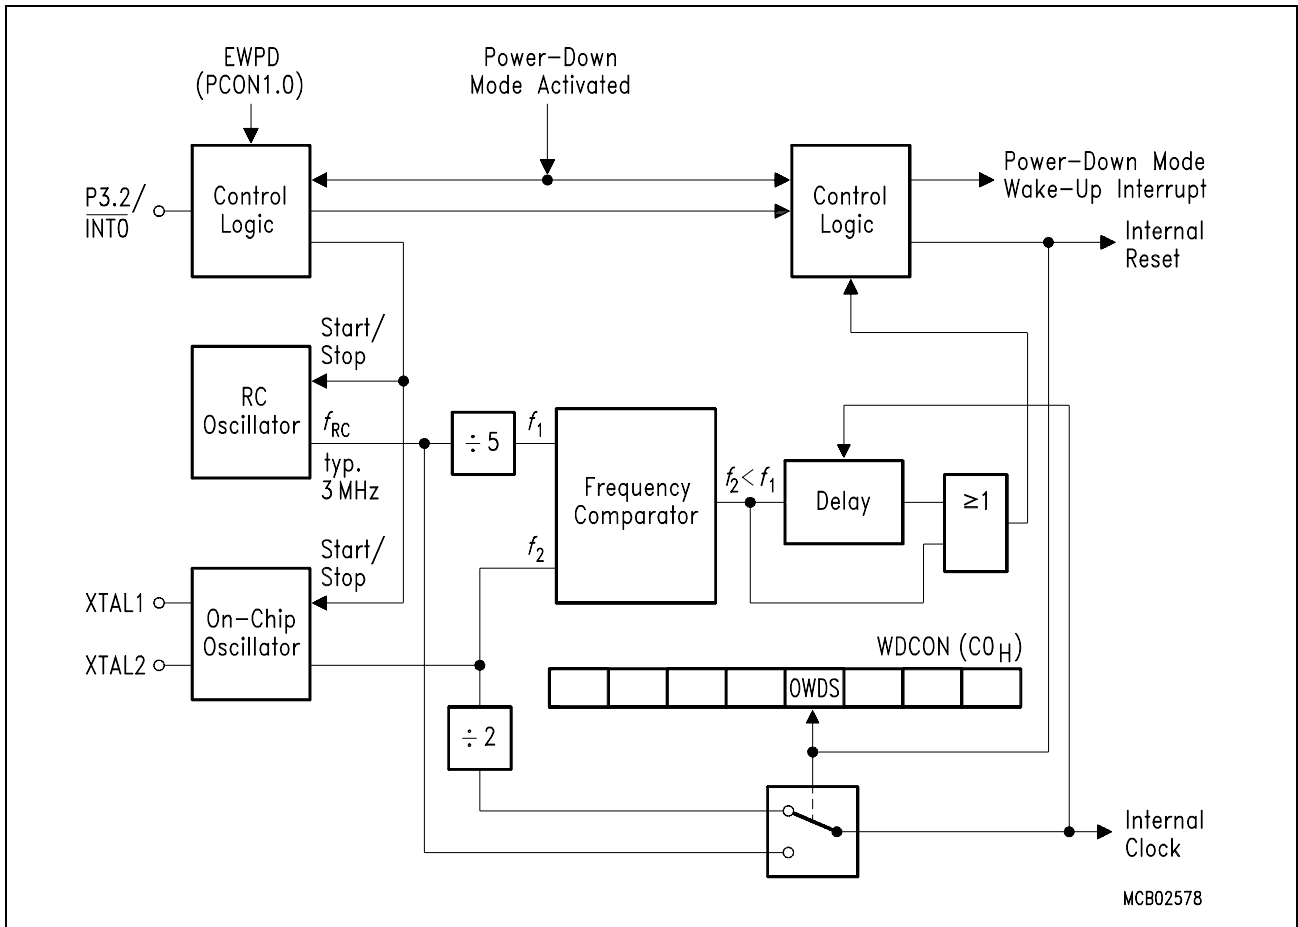 EWPD
(PCON1.0)
Power-Down
Mode Activated
P3.2/
INT0
Control
Logic
Control
Logic
Power-Down Mode
Wake-Up Interrupt
Internal
Reset
Start/
Stop
RC
Oscillator
fRC
typ.
3 MHz
÷ 5
f1
Frequency
Comparator
f2 < f1
Delay
≥1
f2
Start/
Stop
XTAL1
On-Chip
Oscillator
XTAL2
WDCON (C0H)
OWDS
÷ 2
Internal
Clock
MCB02578